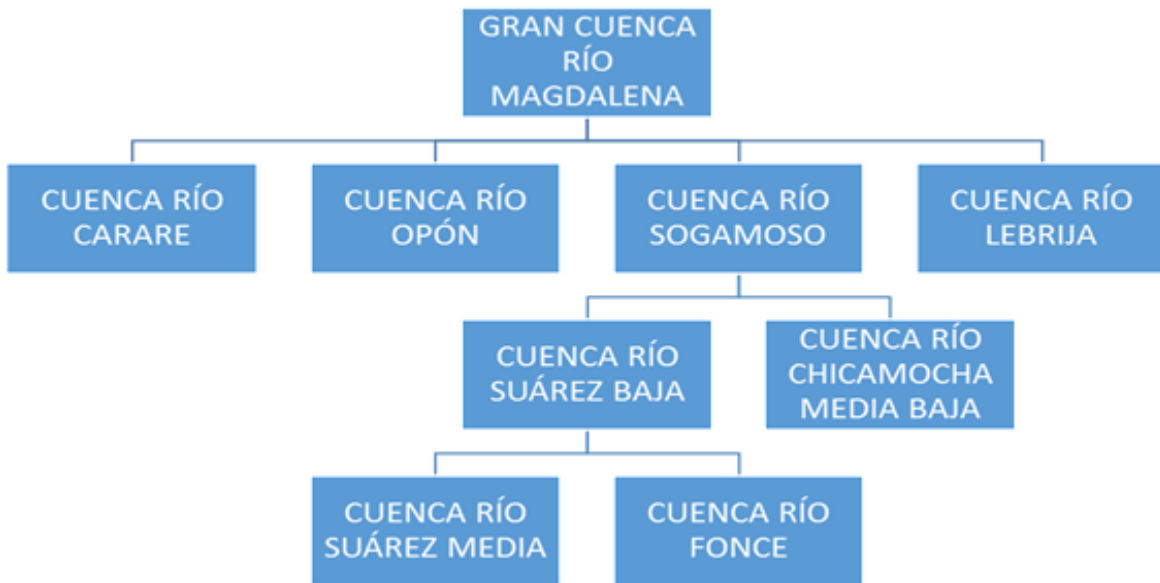 GRAN CUENCA
RÍO
MAGDALENA
CUENCA RÍO
CARARE
CUENCA RÍO
OPÓN
CUENCA RÍO
SOGAMOSO
CUENCA RÍO
LEBRIJA
CUENCA RÍO
SUÁREZ BAJA
CUENCA RÍO
CHICAMOCHA
MEDIA BAJA
CUENCA RÍO
SUÁREZ MEDIA
CUENCA RÍO
FONCE